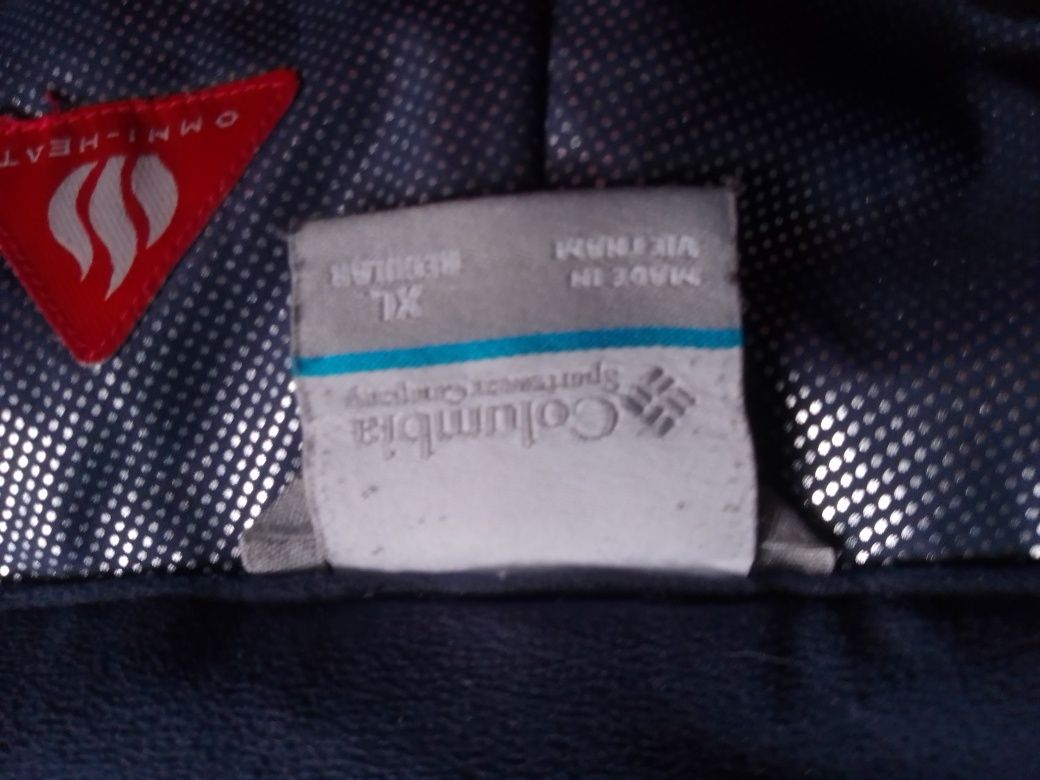 Columbia
Sportswear Company
XL
REGULAR
MADE IN
VIETNAM
OMNI-HEAT